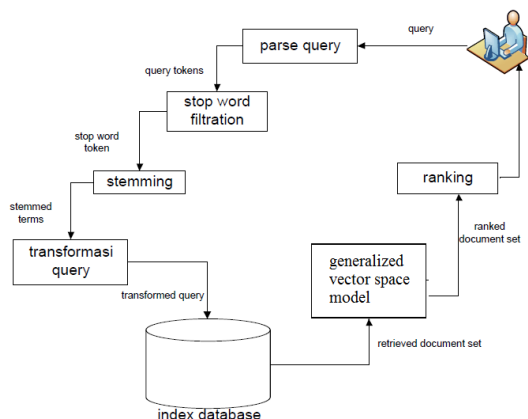 query
parse query
query tokens
stop word
filtration
stop word
token
stemming
stemmed
terms
transformasi
query
transformed query
index database
retrieved document set
generalized
vector space
model
ranked
document set
ranking